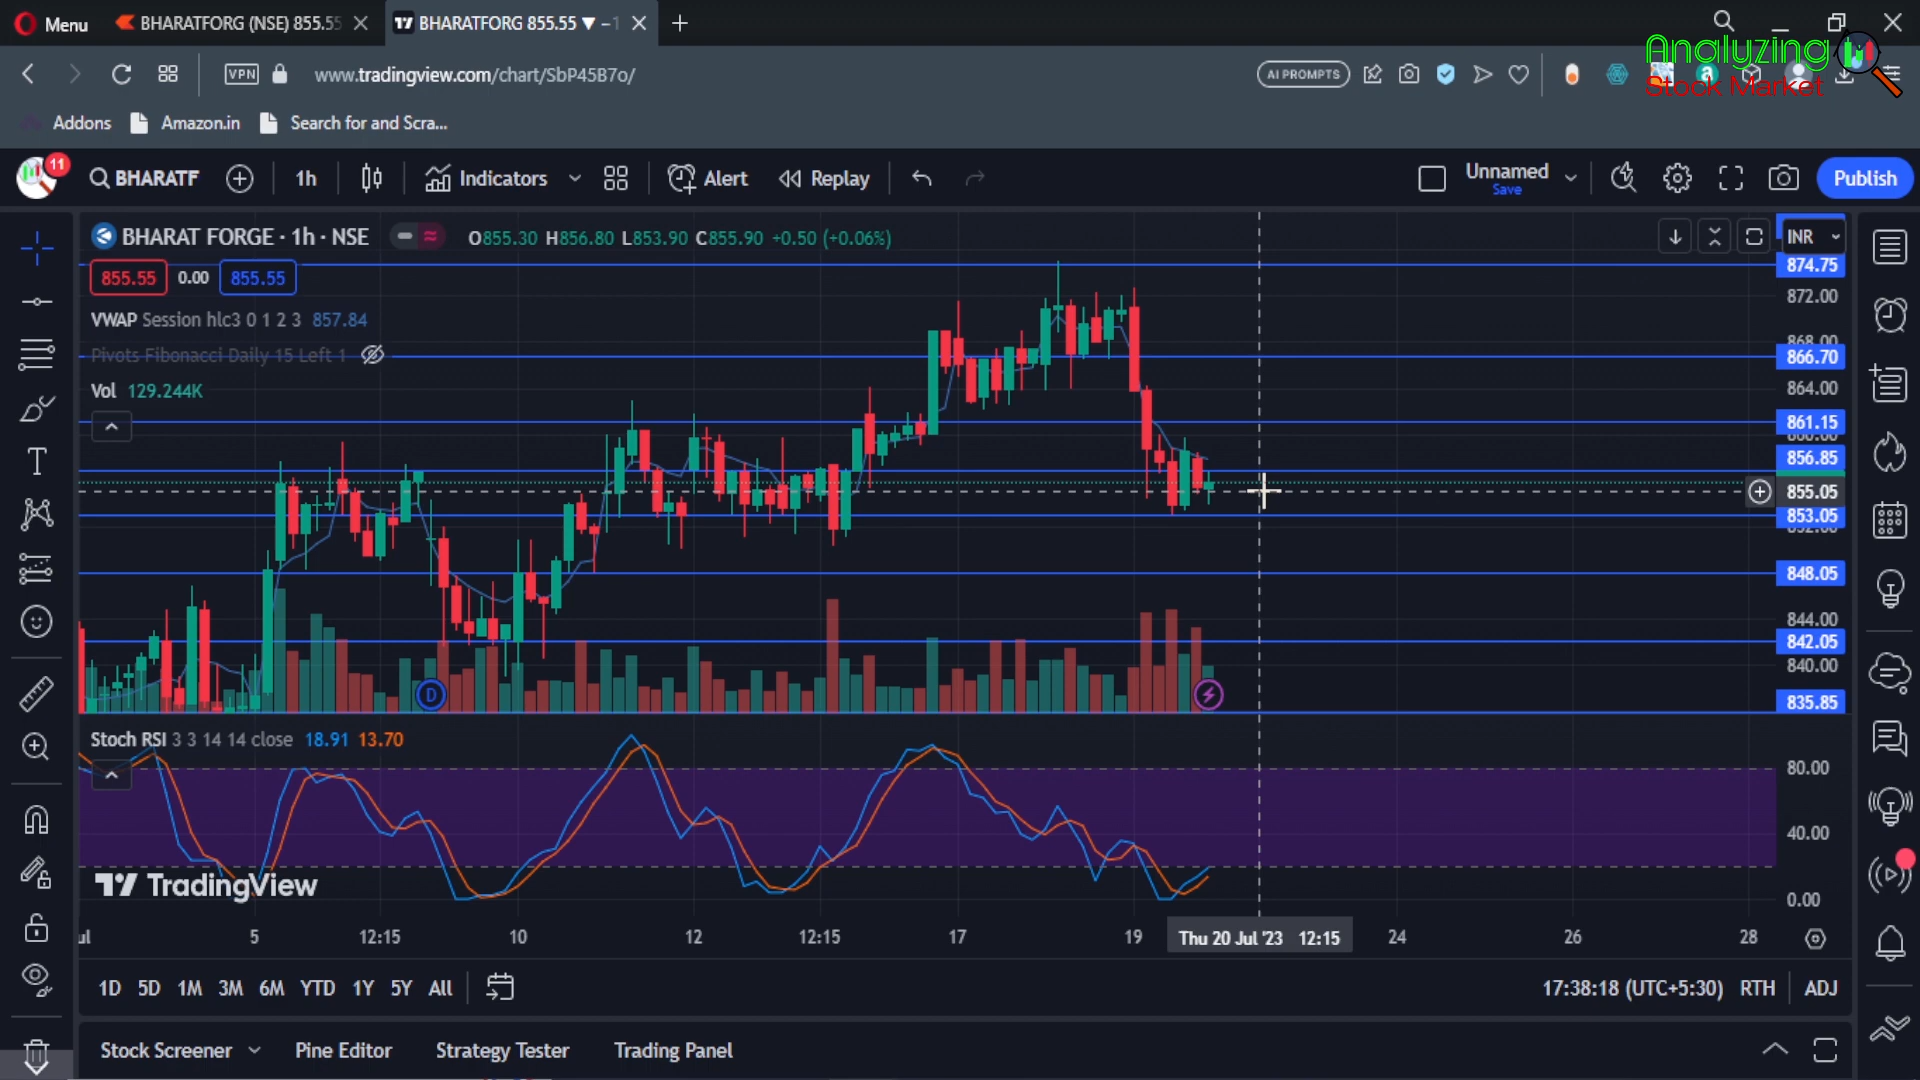 Menu
BHARATFORG (NSE) 855.55
BHARATFORG 855.55 ▼ −1
Analyzing
Stock Market
VPN
www.tradingview.com/chart/SbP45B7o/
AI PROMPTS
Addons
Amazon.in
Search for and Scra...
11
BHARATF
1h
Indicators
Alert
Replay
Unnamed
Save
Publish
BHARAT FORGE · 1h · NSE
O855.30 H856.80 L853.90 C855.90 +0.50 (+0.06%)
INR
855.55
0.00
855.55
VWAP Session hlc3 0 1 2 3 857.84
Pivots Fibonacci Daily 15 Left 1
Vol 129.244K
874.75
872.00
868.00
866.70
864.00
861.15
860.00
856.85
855.05
853.05
852.00
848.05
844.00
842.05
840.00
835.85
D
Stoch RSI 3 3 14 14 close 18.91 13.70
80.00
40.00
0.00
TradingView
ul
5
12:15
10
12
12:15
17
19
Thu 20 Jul '23 12:15
24
26
28
1D 5D 1M 3M 6M YTD 1Y 5Y All
17:38:18 (UTC+5:30)
RTH
ADJ
Stock Screener
Pine Editor
Strategy Tester
Trading Panel